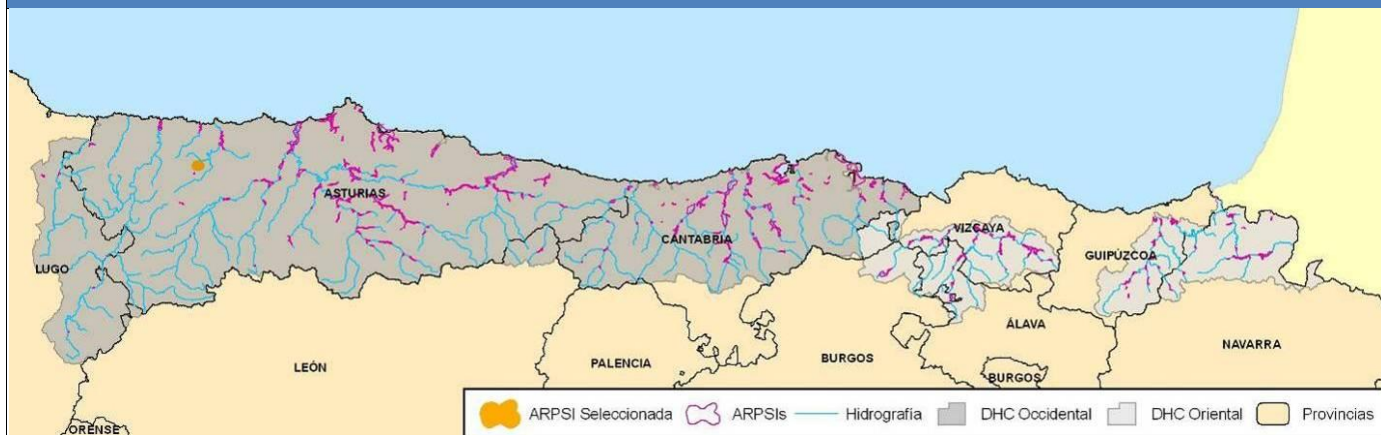 ASTURIAS
CANTABRIA
VIZCAYA
GUIPÚZCOA
LUGO
ÁLAVA
NAVARRA
LEÓN
PALENCIA
BURGOS
BURGOS
ORENSE
ARPSI Seleccionada
ARPSIs
Hidrografía
DHC Occidental
DHC Oriental
Provincias